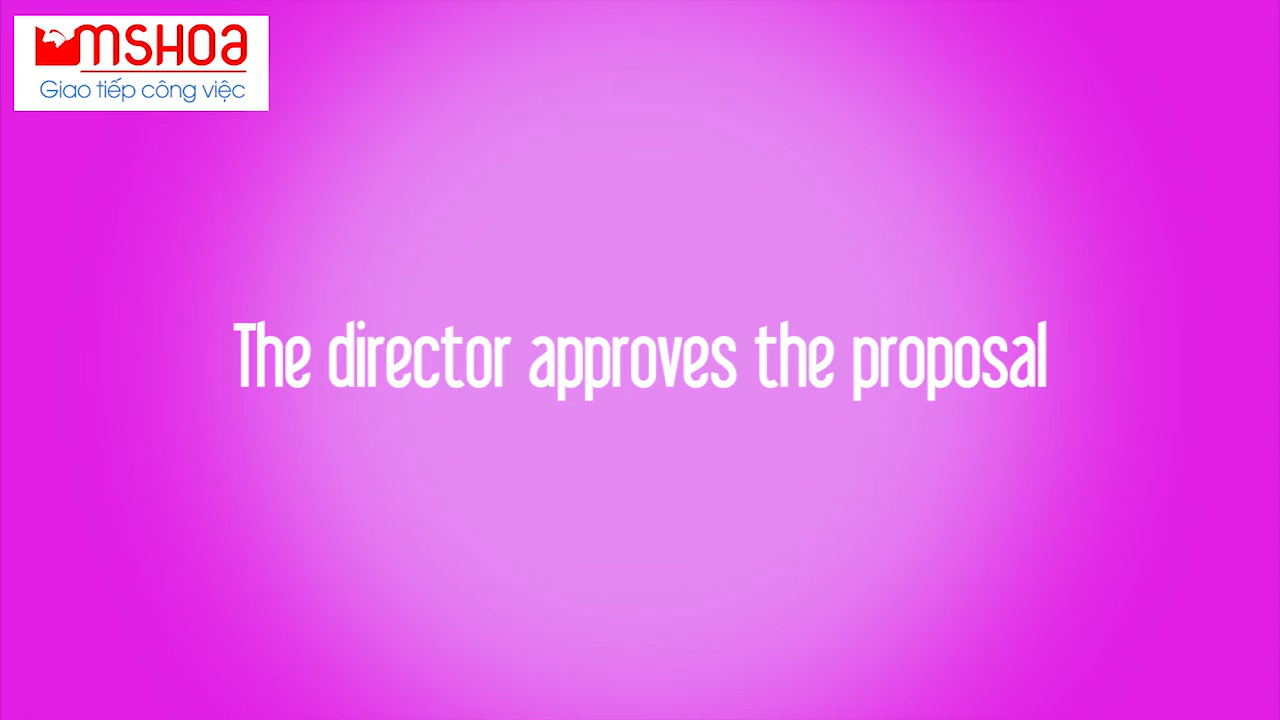 MSHOA
Giao tiếp công việc
The director approves the proposal